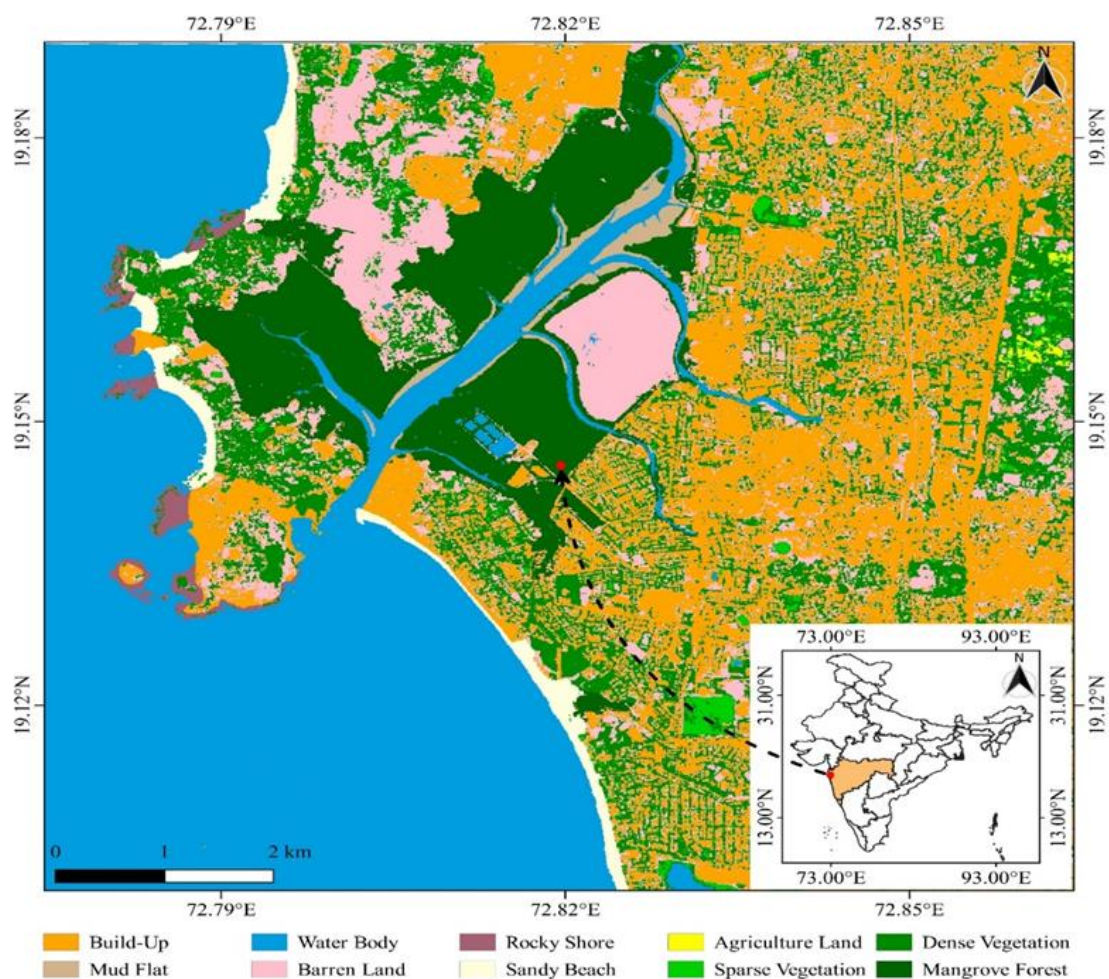 72.79°E 72.82°E 72.85°E
N
19.18°N 19.18°N
19.15°N 19.15°N
19.12°N 19.12°N
73.00°E 93.00°E
N
31.00°N 31.00°N
13.00°N 13.00°N
73.00°E 93.00°E
0 1 2 km
72.79°E 72.82°E 72.85°E
Build-Up Water Body Rocky Shore Agriculture Land Dense Vegetation
Mud Flat Barren Land Sandy Beach Sparse Vegetation Mangrove Forest